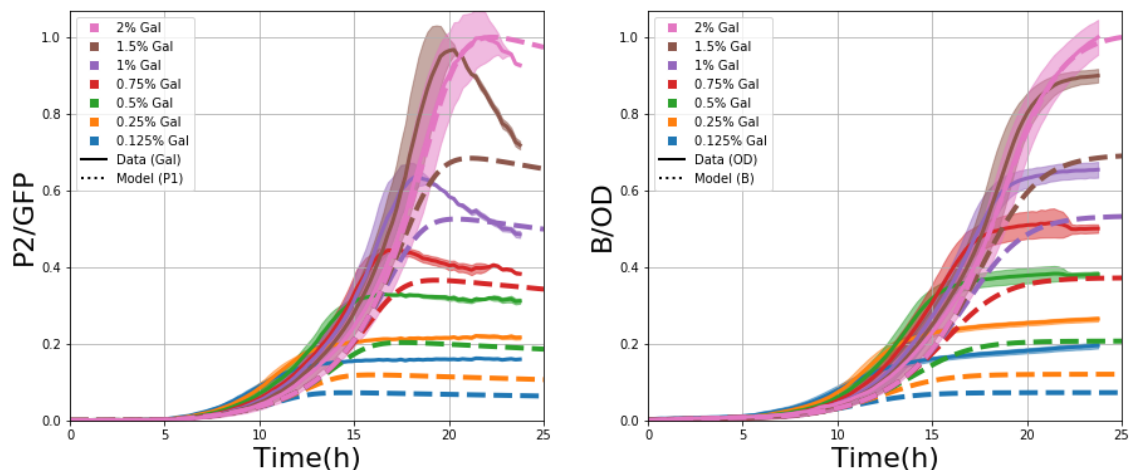 2% Gal
1.5% Gal
1% Gal
0.75% Gal
0.5% Gal
0.25% Gal
0.125% Gal
Data (Gal)
Model (P1)
P2/GFP
1.0
0.8
0.6
0.4
0.2
0.0
0
5
10
15
20
25
Time(h)
2% Gal
1.5% Gal
1% Gal
0.75% Gal
0.5% Gal
0.25% Gal
0.125% Gal
Data (OD)
Model (B)
B/OD
1.0
0.8
0.6
0.4
0.2
0.0
0
5
10
15
20
25
Time(h)